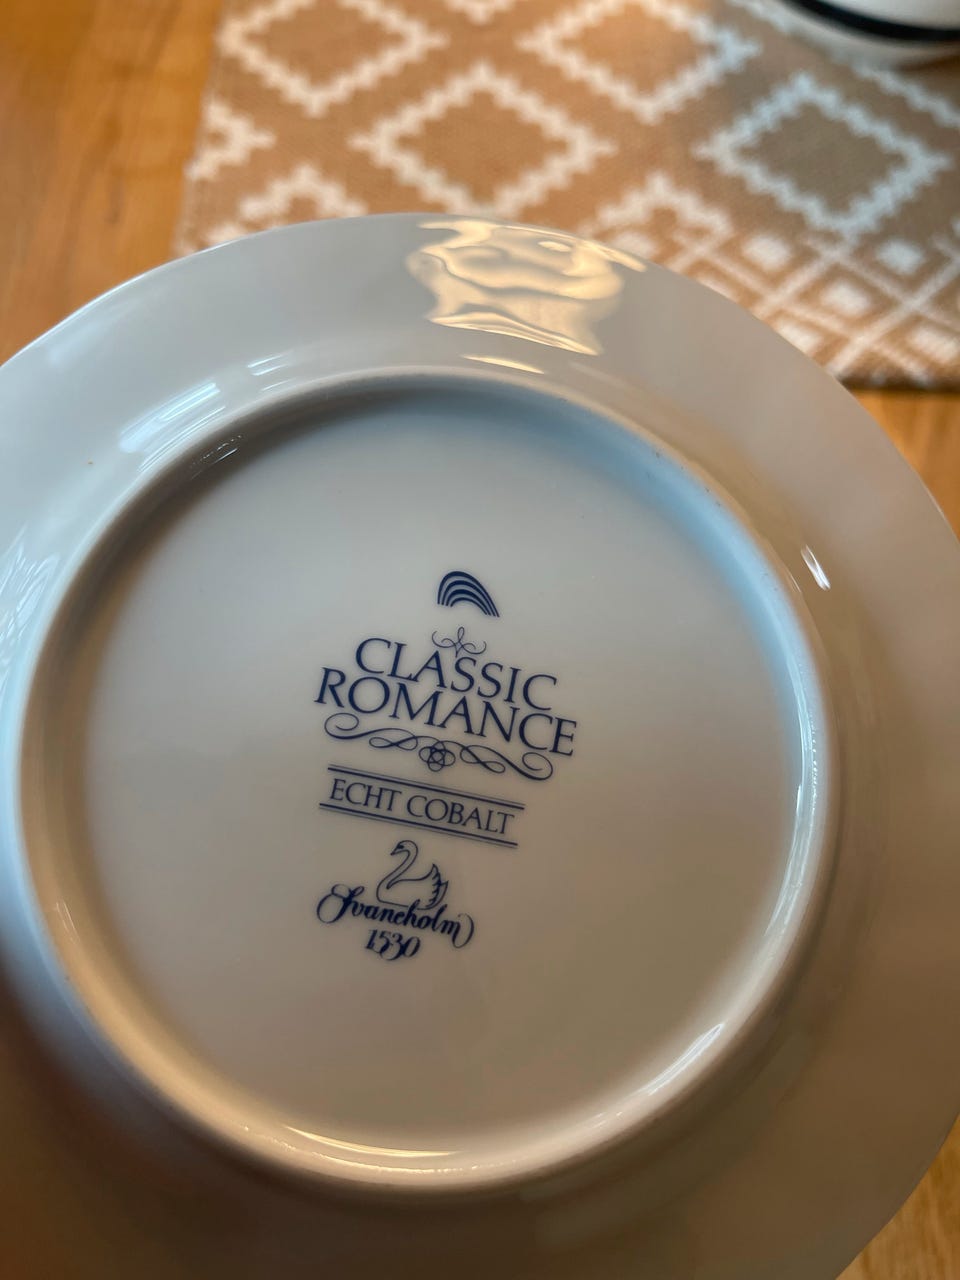 CLASSIC
ROMANCE
ECHT COBALT
Svaneholm
1530